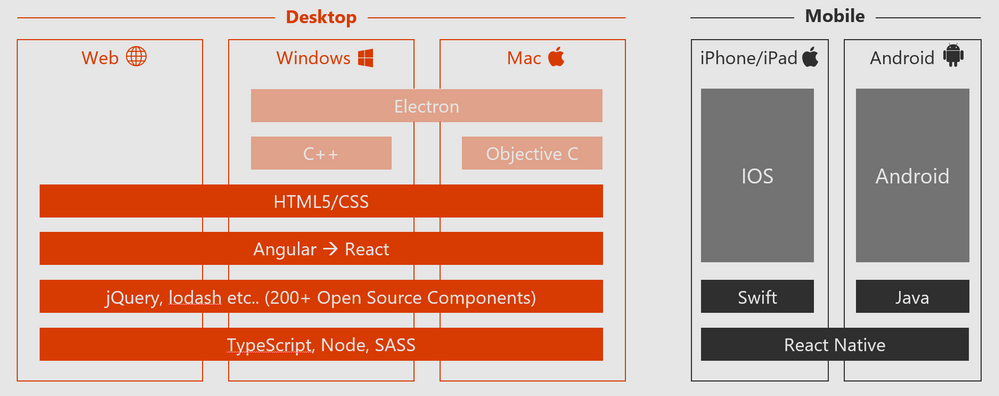 Desktop
Mobile
Web
Windows
Mac
iPhone/iPad
Android
Electron
C++
Objective C
IOS
Android
HTML5/CSS
Angular → React
jQuery, lodash etc.. (200+ Open Source Components)
Swift
Java
TypeScript, Node, SASS
React Native